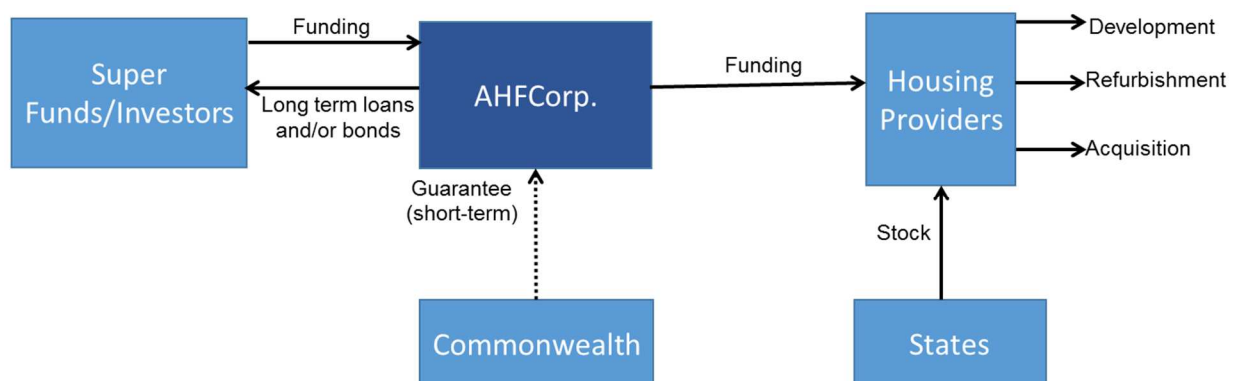 Funding
Super
Funds/Investors
Long term loans
and/or bonds
AHFCorp.
Funding
Housing
Providers
Development
Refurbishment
Acquisition
Guarantee
(short-term)
Stock
Commonwealth
States